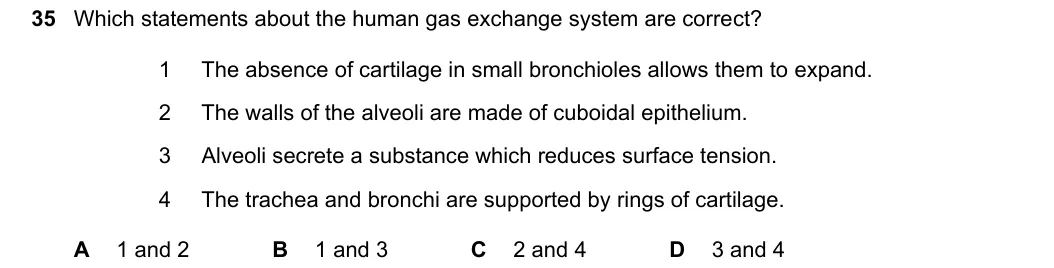 35 Which statements about the human gas exchange system are correct?
1 The absence of cartilage in small bronchioles allows them to expand.
2 The walls of the alveoli are made of cuboidal epithelium.
3 Alveoli secrete a substance which reduces surface tension.
4 The trachea and bronchi are supported by rings of cartilage.
A 1 and 2 B 1 and 3 C 2 and 4 D 3 and 4